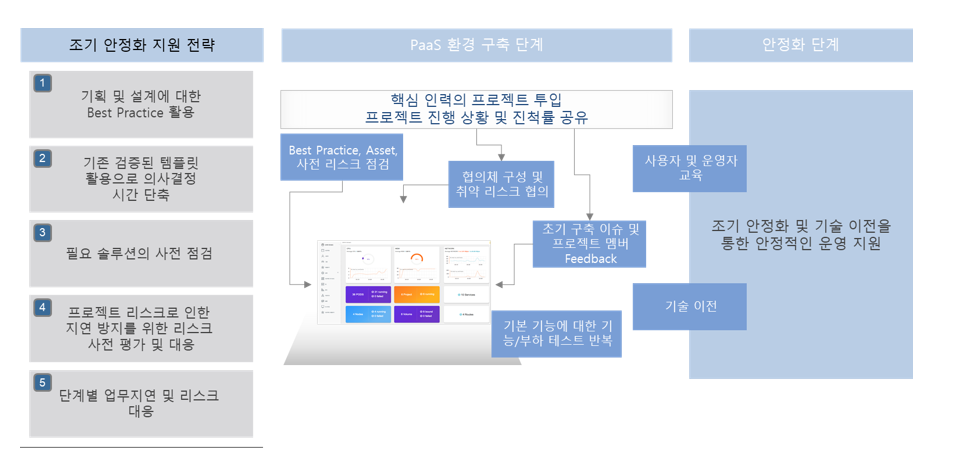 조기 안정화 지원 전략
PaaS 환경 구축 단계
안정화 단계
1
기획 및 설계에 대한
Best Practice 활용
2
기존 검증된 템플릿
활용으로 의사결정
시간 단축
3
필요 솔루션의 사전 점검
4
프로젝트 리스크로 인한
지연 방지를 위한 리스크
사전 평가 및 대응
5
단계별 업무지연 및 리스크
대응
핵심 인력의 프로젝트 투입
프로젝트 진행 상황 및 진척률 공유
Best Practice, Asset,
사전 리스크 점검
협의체 구성 및
취약 리스크 협의
초기 구축 이슈 및
프로젝트 멤버
Feedback
기본 기능에 대한 기
능/부하 테스트 반복
사용자 및 운영자
교육
조기 안정화 및 기술 이전을
통한 안정적인 운영 지원
기술 이전